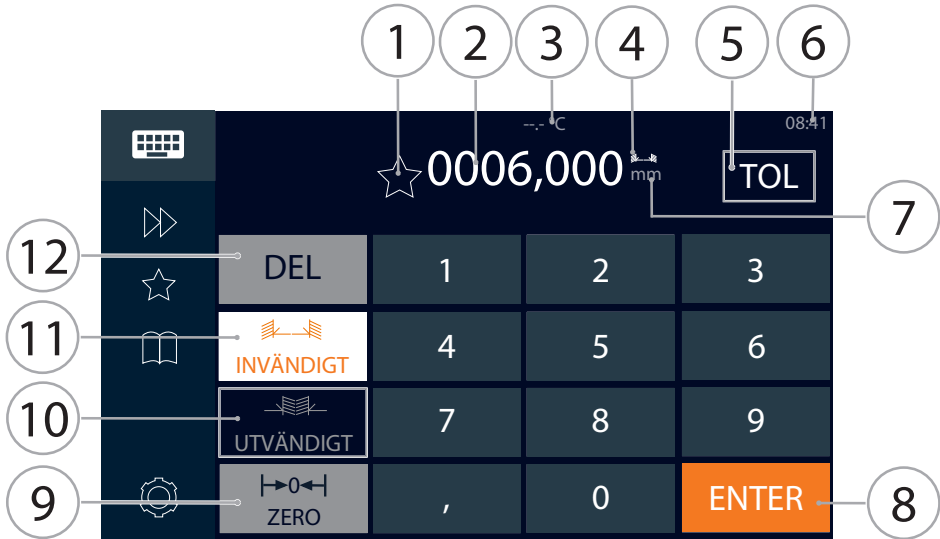 1 2 3 4 5 6
--.- °C 08:41
0006,000 mm TOL
7
12 DEL 1 2 3
11 INVÄNDIGT 4 5 6
10 UTVÄNDIGT 7 8 9
9 0 ZERO , 0 ENTER 8